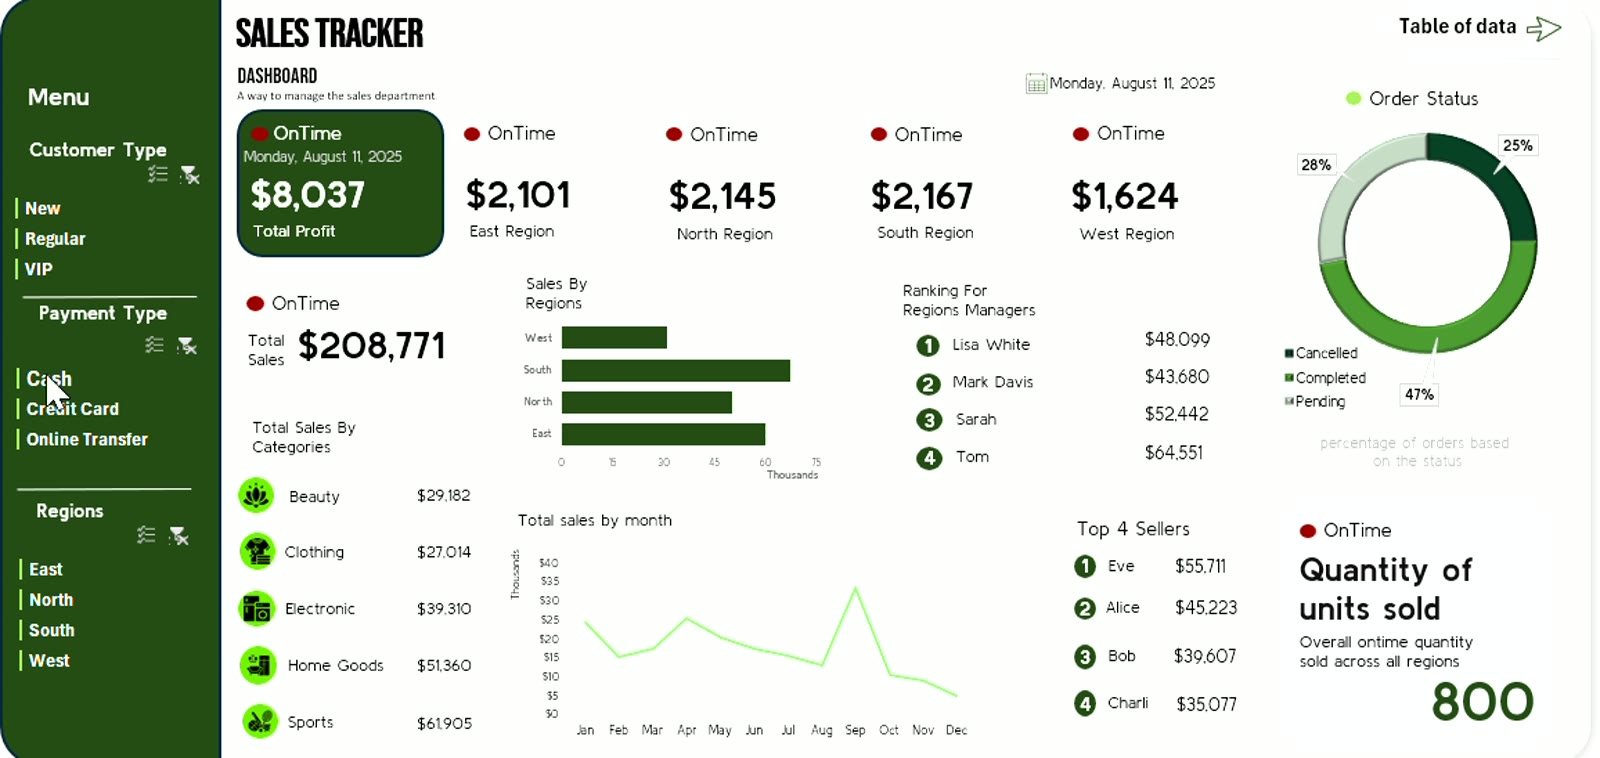 SALES TRACKER
Table of data
DASHBOARD
A way to manage the sales department.
Monday, August 11, 2025
Menu
Customer Type
New
Regular
VIP
Payment Type
Cash
Credit Card
Online Transfer
Regions
East
North
South
West
OnTime
Monday, August 11, 2025
$8,037
Total Profit
OnTime
$2,101
East Region
OnTime
$2,145
North Region
OnTime
$2,167
South Region
OnTime
$1,624
West Region
Order Status
25%
28%
47%
Cancelled
Completed
Pending
percentage of orders based
on the status
OnTime
Total
Sales
$208,771
Sales By
Regions
West
South
North
East
0 15 30 45 60 75
Thousands
Ranking For
Regions Managers
1 Lisa White $48,099
2 Mark Davis $43,680
3 Sarah $52,442
4 Tom $64,551
Total Sales By
Categories
Beauty $29,182
Clothing $27,014
Electronic $39,310
Home Goods $51,360
Sports $61,905
Total sales by month
Thousands
$40
$35
$30
$25
$20
$15
$10
$5
$0
Jan Feb Mar Apr May Jun Jul Aug Sep Oct Nov Dec
Top 4 Sellers
1 Eve $55,711
2 Alice $45,223
3 Bob $39,607
4 Charli $35,077
OnTime
Quantity of
units sold
Overall ontime quantity
sold across all regions
800